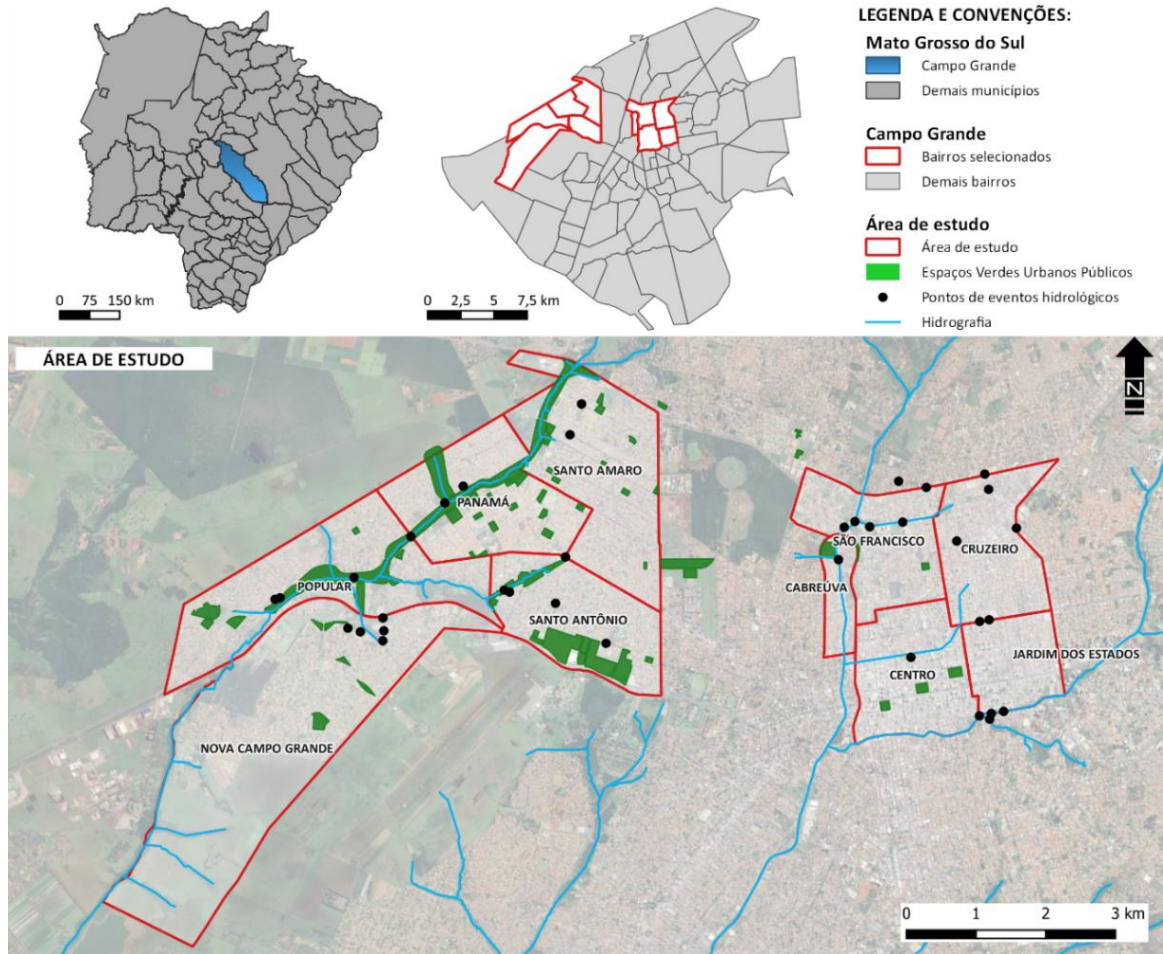 LEGENDA E CONVENÇÕES:
Mato Grosso do Sul
Campo Grande
Demais municípios
Campo Grande
Bairros selecionados
Demais bairros
Área de estudo
Área de estudo
Espaços Verdes Urbanos Públicos
Pontos de eventos hidrológicos
Hidrografia
0 75 150 km
0 2,5 5 7,5 km
ÁREA DE ESTUDO
N
SANTO AMARO
PANAMÁ
SÃO FRANCISCO
CRUZEIRO
POPULAR
CABREÚVA
SANTO ANTÔNIO
JARDIM DOS ESTADOS
CENTRO
NOVA CAMPO GRANDE
0 1 2 3 km